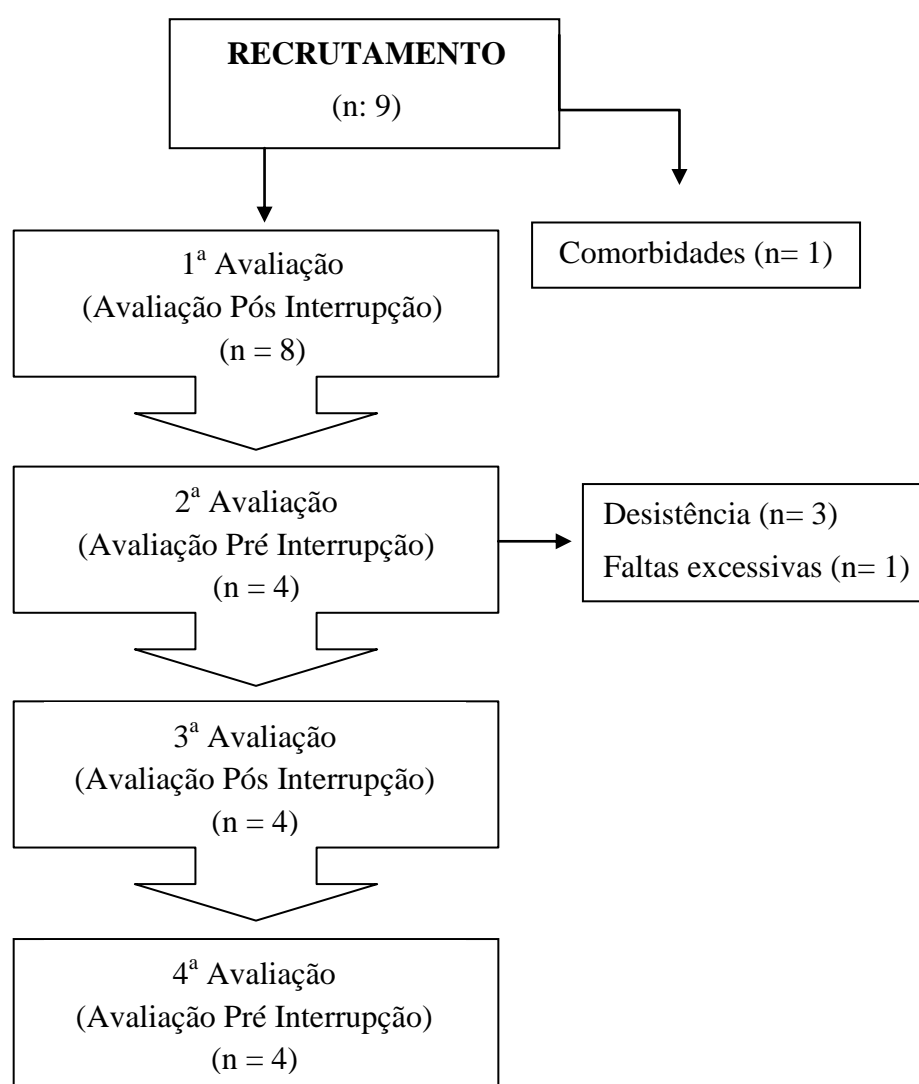 RECRUTAMENTO
(n: 9)
Comorbidades (n= 1)
1ª Avaliação
(Avaliação Pós Interrupção)
(n = 8)
2ª Avaliação
(Avaliação Pré Interrupção)
(n = 4)
Desistência (n= 3)
Faltas excessivas (n= 1)
3ª Avaliação
(Avaliação Pós Interrupção)
(n = 4)
4ª Avaliação
(Avaliação Pré Interrupção)
(n = 4)